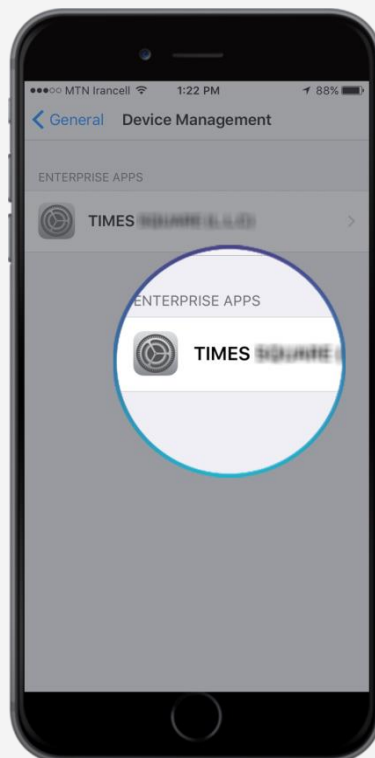 MTN Irancell 1:22 PM 88%
General Device Management
ENTERPRISE APPS
TIMES
ENTERPRISE APPS
TIMES